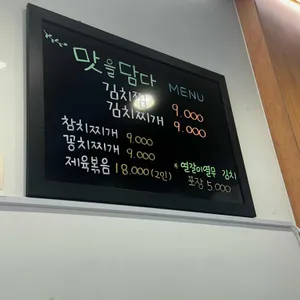 맛을담다 MENU
김치찜 9.000
김치찌개 9.000
참치찌개 9.000
꽁치찌개 9.000
제육볶음 18.000(2인)
* 열갈이열무 김치
포장 5.000